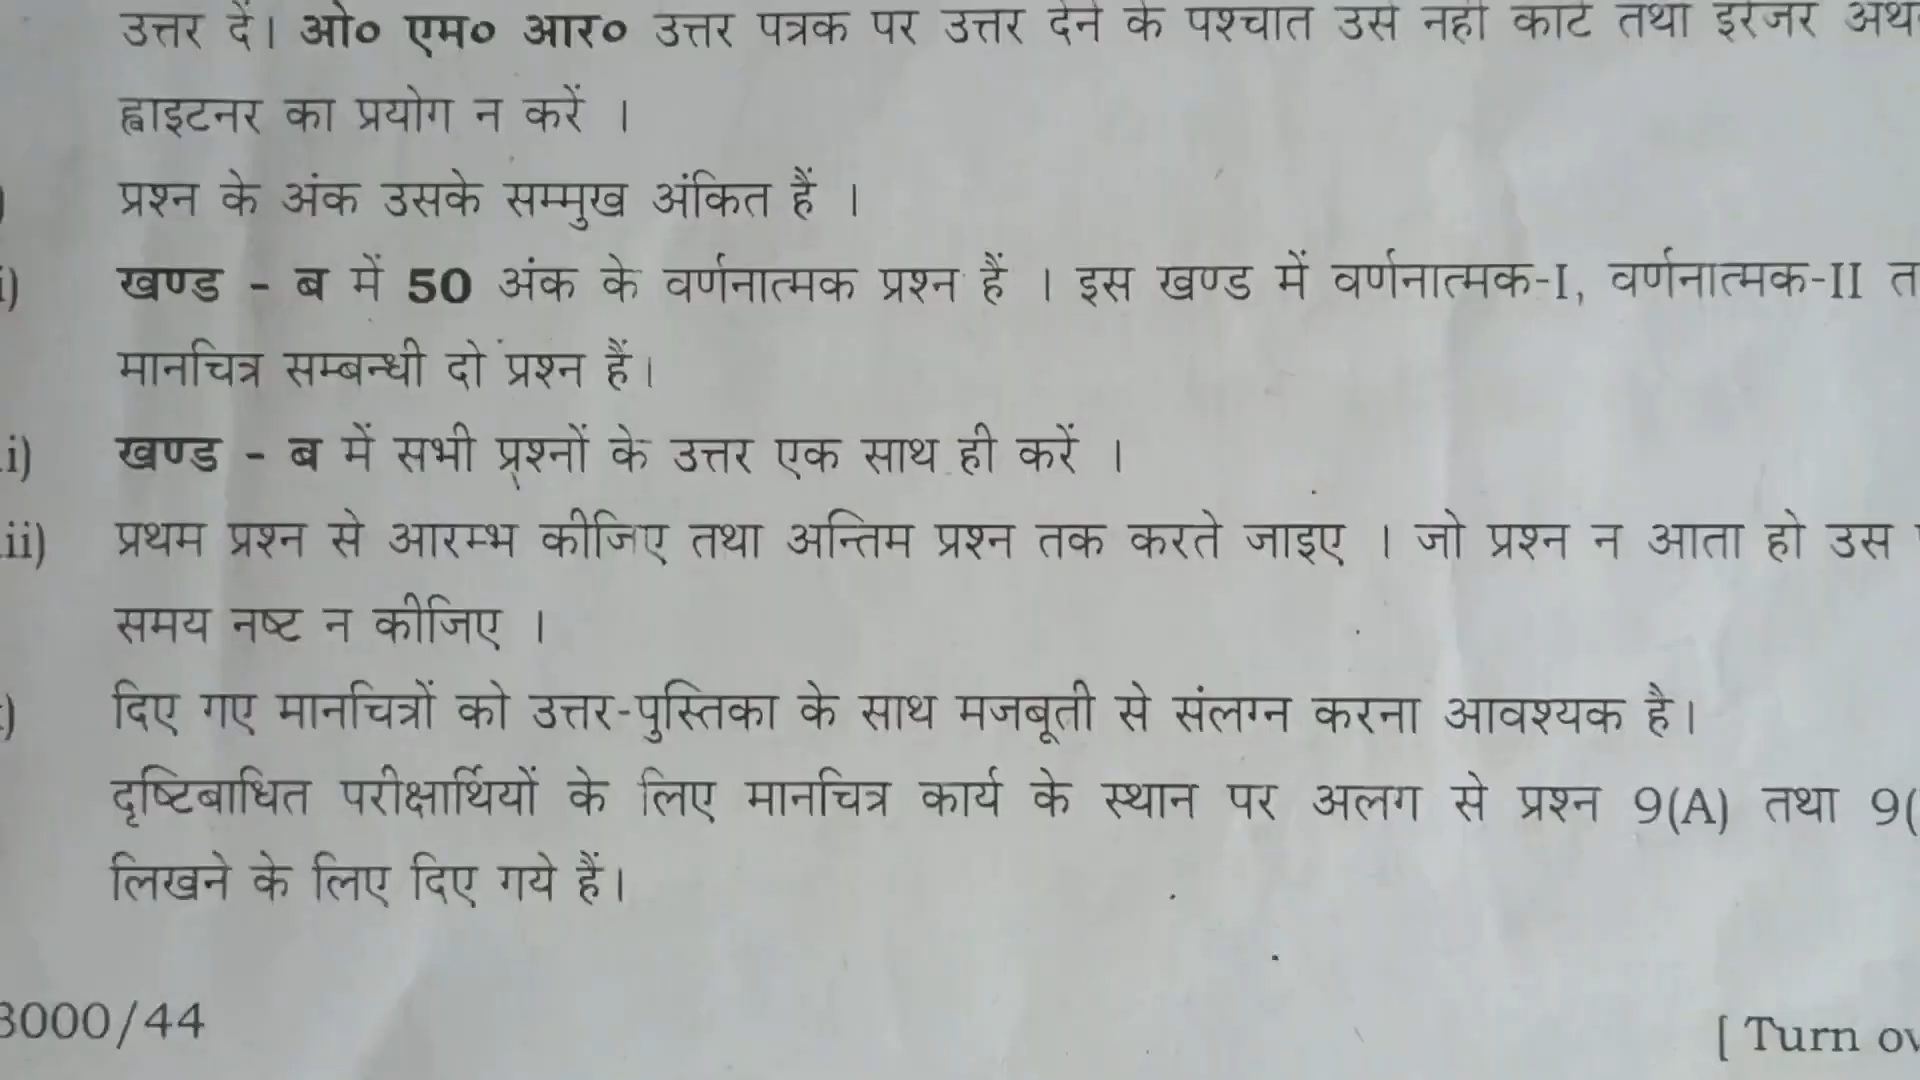 उत्तर दें। ओ० एम० आर० उत्तर पत्रक पर उत्तर देने के पश्चात उसे नहीं काटें तथा इरेजर
ह्वाइटनर का प्रयोग न करें ।
प्रश्न के अंक उसके सम्मुख अंकित हैं ।
खण्ड - ब में 50 अंक के वर्णनात्मक प्रश्न हैं । इस खण्ड में वर्णनात्मक-I, वर्णनात्मक-II
मानचित्र सम्बन्धी दो प्रश्न हैं।
i) खण्ड - ब में सभी प्रश्नों के उत्तर एक साथ ही करें ।
ii) प्रथम प्रश्न से आरम्भ कीजिए तथा अन्तिम प्रश्न तक करते जाइए । जो प्रश्न न आता हो उस
समय नष्ट न कीजिए ।
दिए गए मानचित्रों को उत्तर-पुस्तिका के साथ मजबूती से संलग्न करना आवश्यक है।
दृष्टिबाधित परीक्षार्थियों के लिए मानचित्र कार्य के स्थान पर अलग से प्रश्न 9(A) तथा 9(
लिखने के लिए दिए गये हैं।
3000/44
[ Turn ov